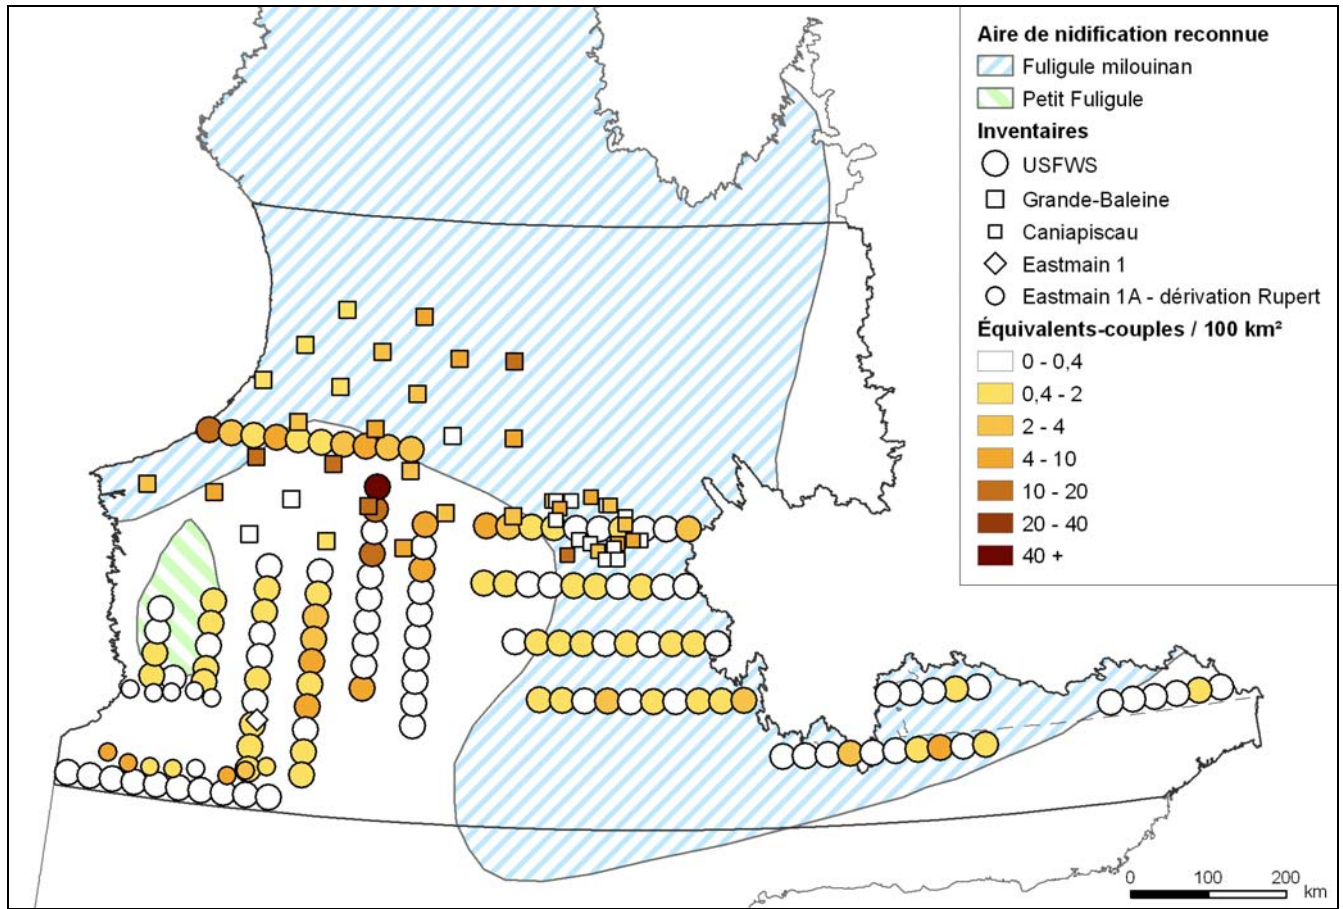 Aire de nidification reconnue
Fuligule milouinan
Petit Fuligule
Inventaires
USFWS
Grande-Baleine
Caniapiscau
Eastmain 1
Eastmain 1A - dérivation Rupert
Équivalents-couples / 100 km²
0 - 0,4
0,4 - 2
2 - 4
4 - 10
10 - 20
20 - 40
40 +
0 100 200
km